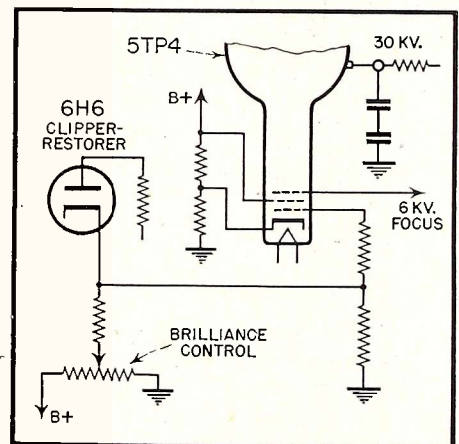 5TP4
30 KV.
B+
6H6
CLIPPER-
RESTORER
6 KV.
FOCUS
BRILLIANCE
CONTROL
B+